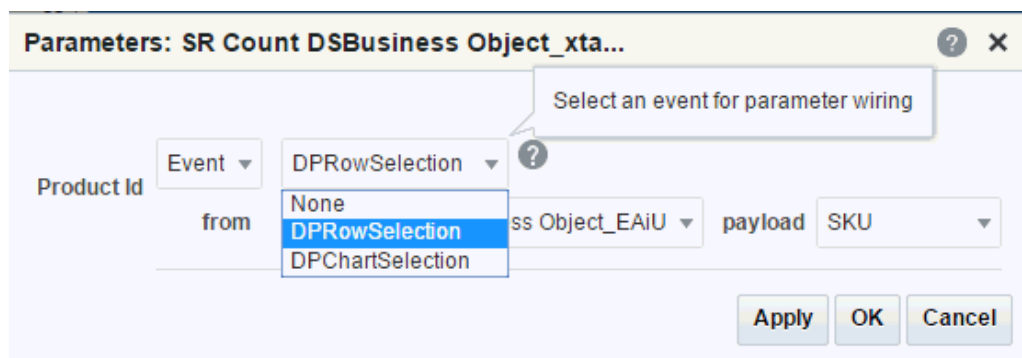 Parameters: SR Count DSBusiness Object_xta...
Select an event for parameter wiring
Product Id
Event DPRowSelection
None
DPRowSelection
DPChartSelection
from ss Object_EAiU payload SKU
Apply OK Cancel